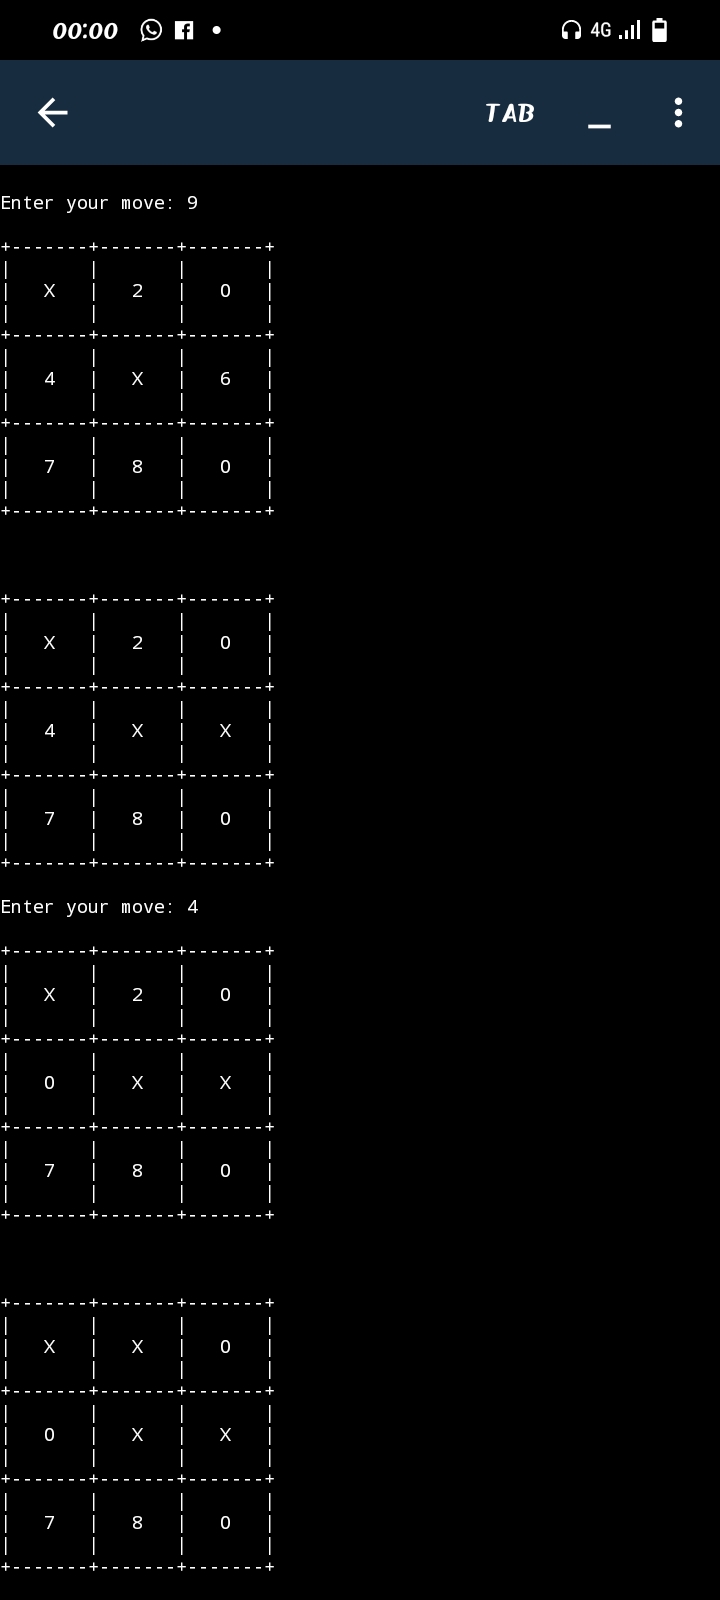 00:00 4G
TAB _
Enter your move: 9
+-------+-------+-------+
|       |       |       |
|   X   |   2   |   O   |
|       |       |       |
+-------+-------+-------+
|       |       |       |
|   4   |   X   |   6   |
|       |       |       |
+-------+-------+-------+
|       |       |       |
|   7   |   8   |   O   |
|       |       |       |
+-------+-------+-------+
+-------+-------+-------+
|       |       |       |
|   X   |   2   |   O   |
|       |       |       |
+-------+-------+-------+
|       |       |       |
|   4   |   X   |   X   |
|       |       |       |
+-------+-------+-------+
|       |       |       |
|   7   |   8   |   O   |
|       |       |       |
+-------+-------+-------+
Enter your move: 4
+-------+-------+-------+
|       |       |       |
|   X   |   2   |   O   |
|       |       |       |
+-------+-------+-------+
|       |       |       |
|   O   |   X   |   X   |
|       |       |       |
+-------+-------+-------+
|       |       |       |
|   7   |   8   |   O   |
|       |       |       |
+-------+-------+-------+
+-------+-------+-------+
|       |       |       |
|   X   |   X   |   O   |
|       |       |       |
+-------+-------+-------+
|       |       |       |
|   O   |   X   |   X   |
|       |       |       |
+-------+-------+-------+
|       |       |       |
|   7   |   8   |   O   |
|       |       |       |
+-------+-------+-------+